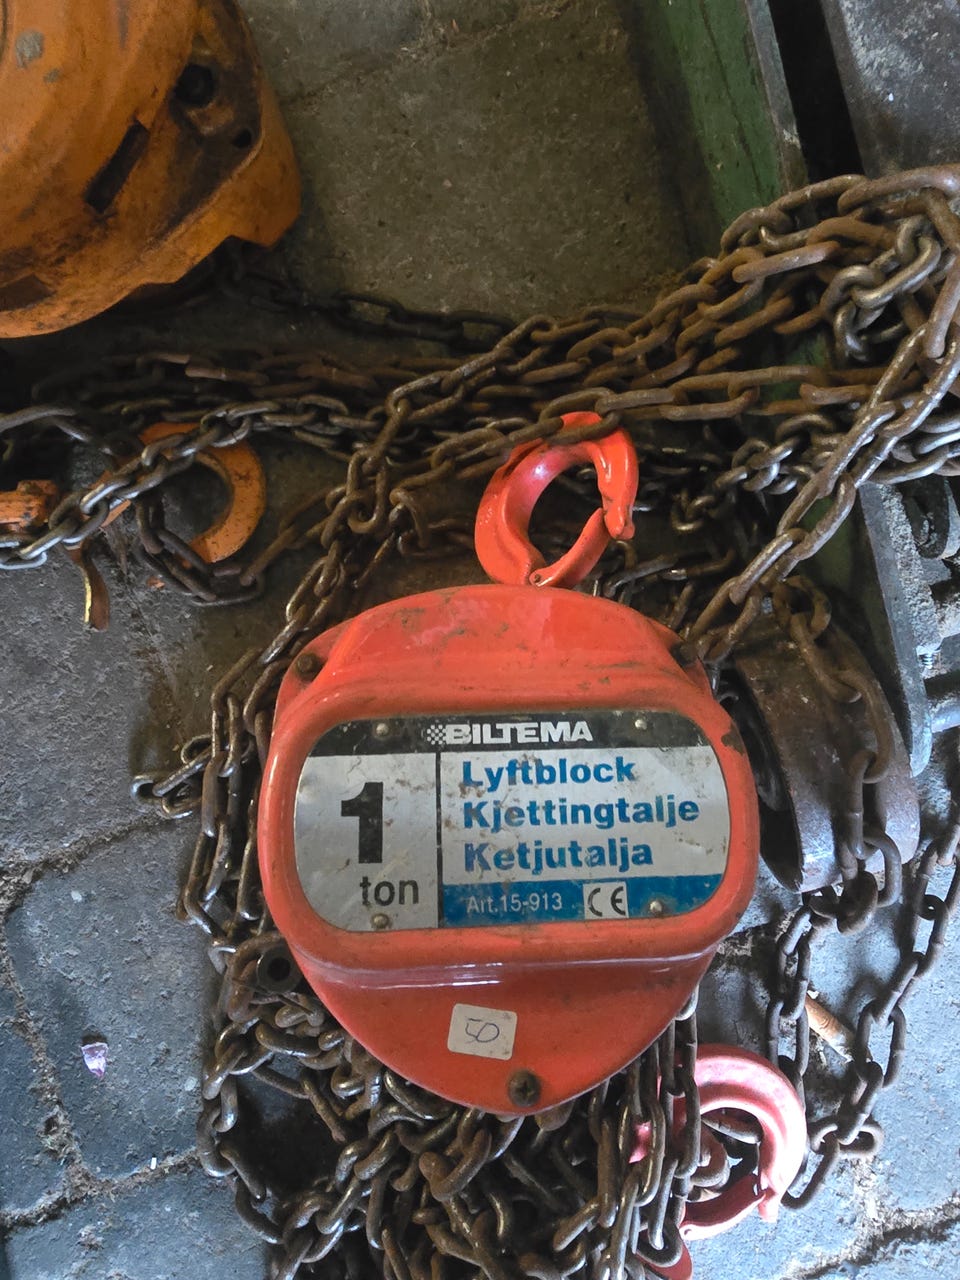 BILTEMA
1
ton
Lyftblock
Kjettingtalje
Ketjutalja
Art.15-913 CE
50